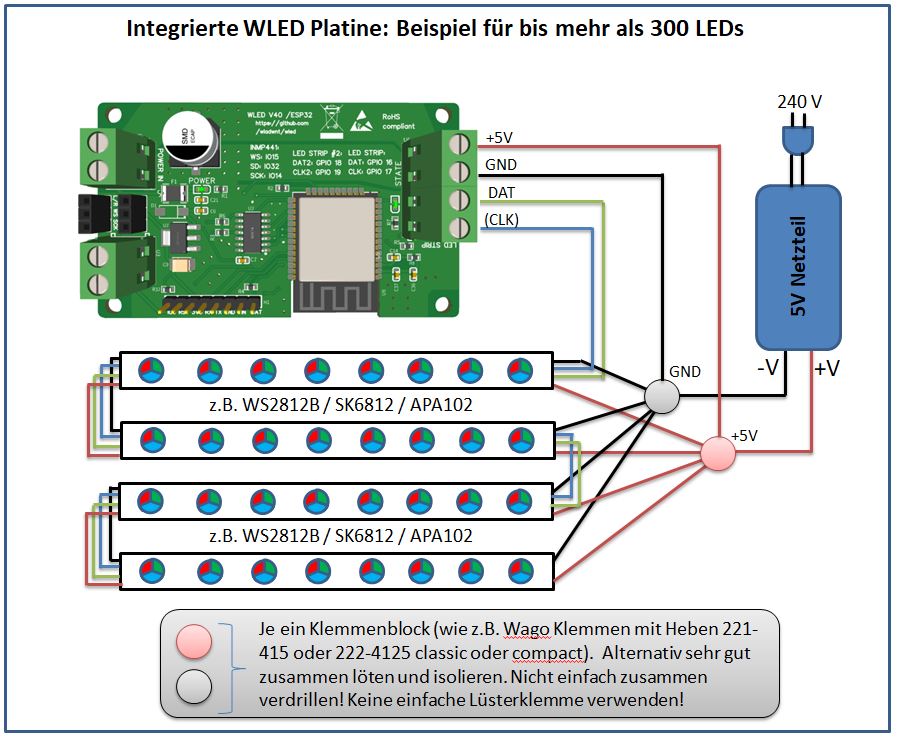 Integrierte WLED Platine: Beispiel für bis mehr als 300 LEDs
240 V
WLED V40 /ESP32
https://github.com
/wladwnt/wled
RoHS
compliant
SMD
ECAP
POWER IN
INMP441:
WS: IO15
SD: IO32
SCK: IO14
LED STRIP #2:
DAT2: GPIO 18
CLK2: GPIO 19
LED STRIP:
DAT: GPIO 16
CLK: GPIO 17
STATE
POWER
LED STRIP
L/R WS SCK
+5V
GND
DAT
(CLK)
5V Netzteil
-V
+V
GND
+5V
z.B. WS2812B / SK6812 / APA102
z.B. WS2812B / SK6812 / APA102
Je ein Klemmenblock (wie z.B. Wago Klemmen mit Heben 221-
415 oder 222-4125 classic oder compact). Alternativ sehr gut
zusammen löten und isolieren. Nicht einfach zusammen
verdrillen! Keine einfache Lüsterklemme verwenden!